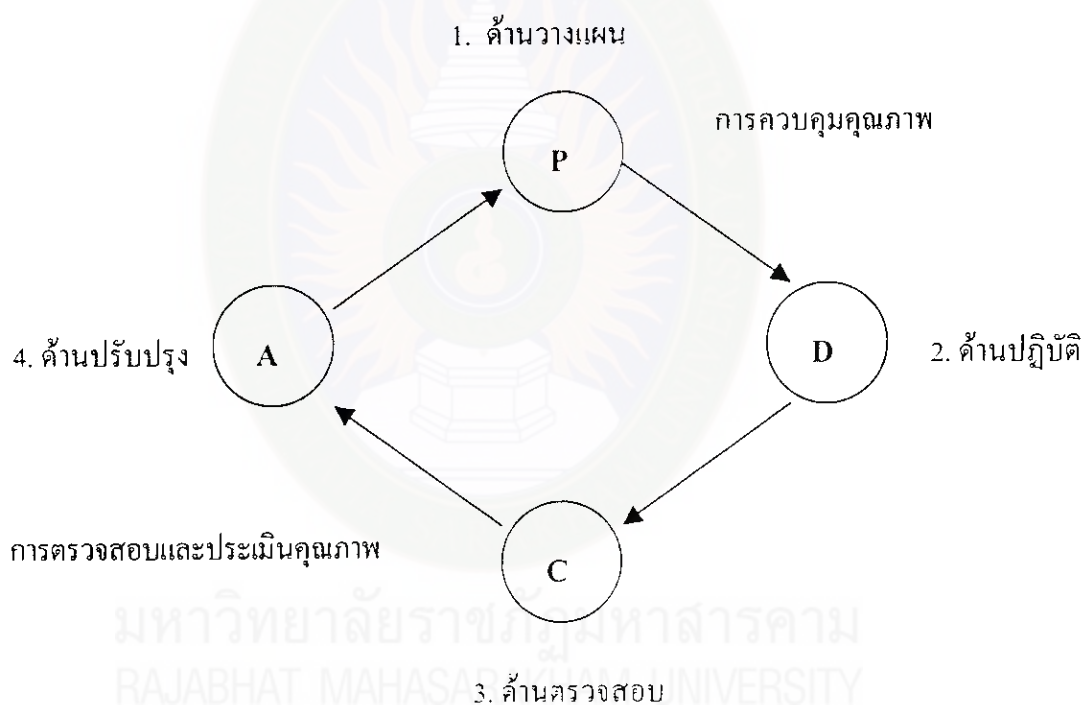 1. ด้านวางแผน
การควบคุมคุณภาพ
P
4. ด้านปรับปรุง
A
D
2. ด้านปฏิบัติ
การตรวจสอบและประเมินคุณภาพ
C
มหาวิทยาลัยราชภัฏมหาสารคาม
RAJABHAT MAHASARAKHAM UNIVERSITY
3. ด้านตรวจสอบ